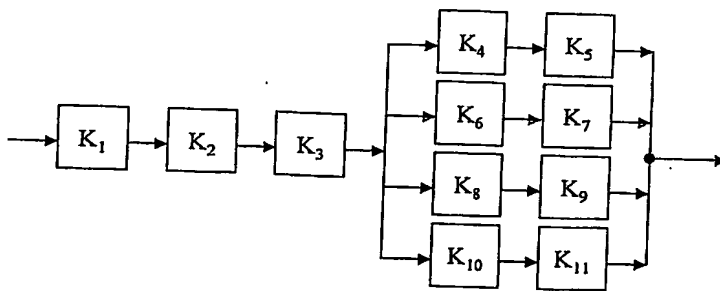 K₄ K₅
K₆ K₇
K₁ K₂ K₃
K₈ K₉
K₁₀ K₁₁